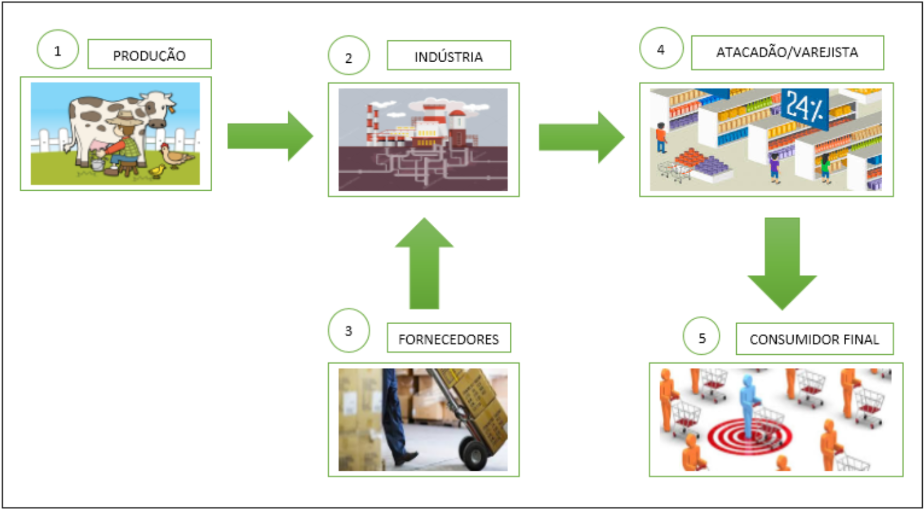 1
PRODUÇÃO
2
INDÚSTRIA
4
ATACADÃO/VAREJISTA
24%
3
FORNECEDORES
5
CONSUMIDOR FINAL